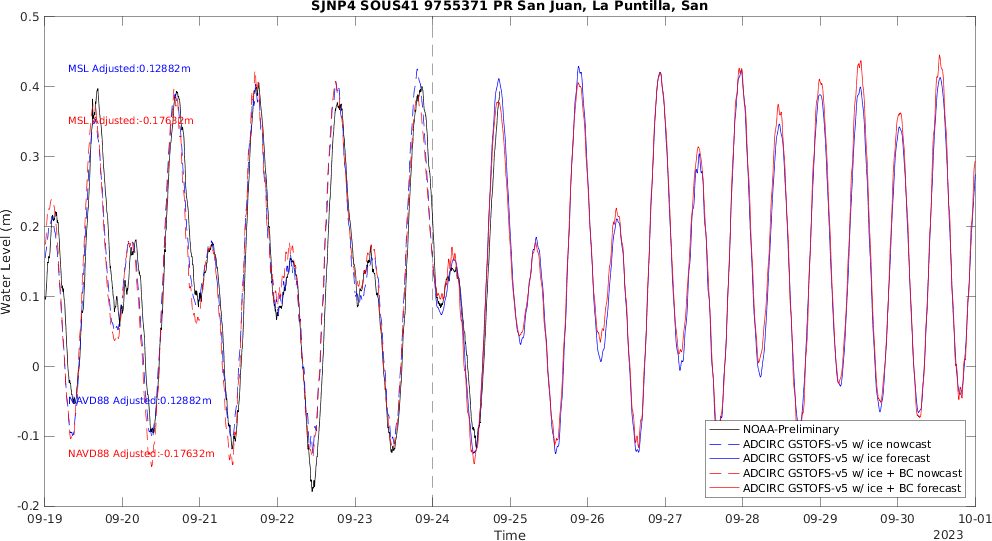 SJNP4 SOUS41 9755371 PR San Juan, La Puntilla, San
0.5
0.4
0.3
0.2
0.1
0
-0.1
-0.2
Water Level (m)
MSL Adjusted:0.12882m
MSL Adjusted:-0.17632m
NAVD88 Adjusted:0.12882m
NAVD88 Adjusted:-0.17632m
NOAA-Preliminary
ADCIRC GSTOFS-v5 w/ ice nowcast
ADCIRC GSTOFS-v5 w/ ice forecast
ADCIRC GSTOFS-v5 w/ ice + BC nowcast
ADCIRC GSTOFS-v5 w/ ice + BC forecast
09-19 09-20 09-21 09-22 09-23 09-24 09-25 09-26 09-27 09-28 09-29 09-30 10-01
Time
2023